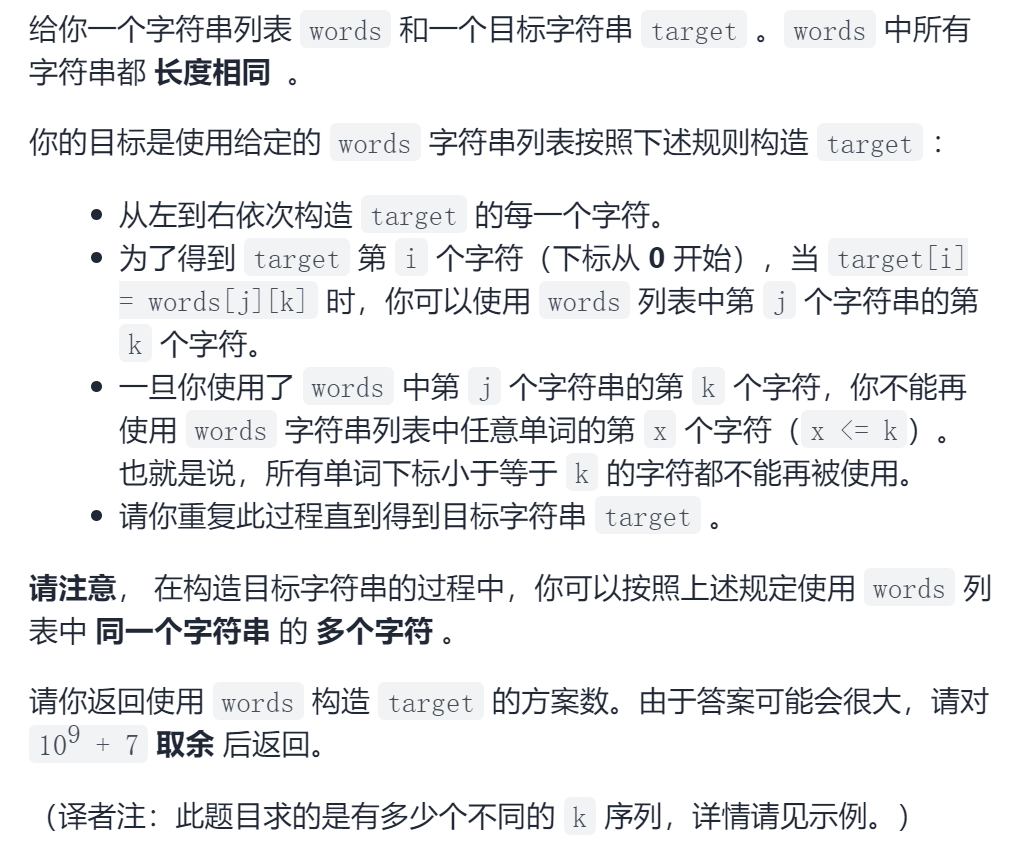 给你一个字符串列表 words 和一个目标字符串 target 。 words 中所有
字符串都 长度相同 。
你的目标是使用给定的 words 字符串列表按照下述规则构造 target ：
• 从左到右依次构造 target 的每一个字符。
• 为了得到 target 第 i 个字符（下标从 0 开始），当 target[i]
= words[j][k] 时，你可以使用 words 列表中第 j 个字符串的第
k 个字符。
• 一旦你使用了 words 中第 j 个字符串的第 k 个字符，你不能再
使用 words 字符串列表中任意单词的第 x 个字符（x <= k）。
也就是说，所有单词下标小于等于 k 的字符都不能再被使用。
• 请你重复此过程直到得到目标字符串 target 。
请注意， 在构造目标字符串的过程中，你可以按照上述规定使用 words 列
表中 同一个字符串 的 多个字符 。
请你返回使用 words 构造 target 的方案数。由于答案可能会很大，请对
10⁹ + 7 取余 后返回。
（译者注：此题目求的是有多少个不同的 k 序列，详情请见示例。）